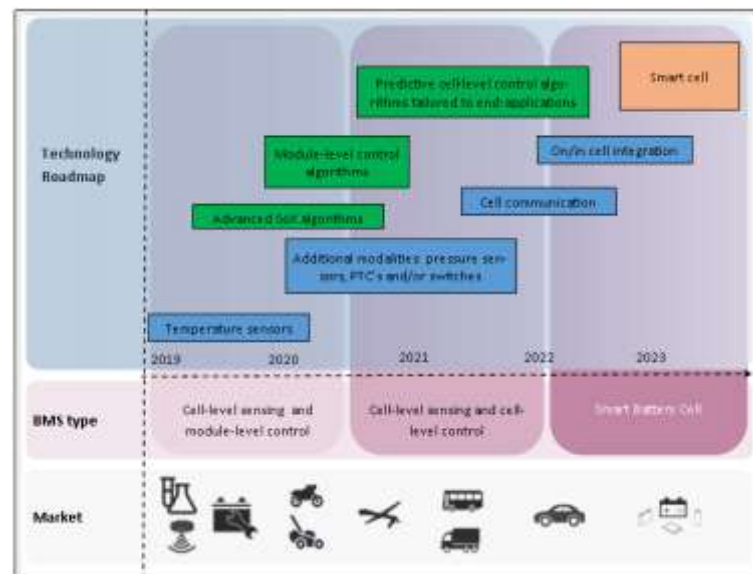 Predictive cell-level control algo-
rithms tailored to end-applications
Smart cell
Technology
Roadmap
Module-level control
algorithms
On/in cell integration
Cell communication
Advanced SoX algorithms
Additional modalities: pressure sen-
sors, PTC's and/or switches
Temperature sensors
2019
2020
2021
2022
2023
BMS type
Cell-level sensing and
module-level control
Cell-level sensing and cell-
level control
Smart Battery Cell
Market